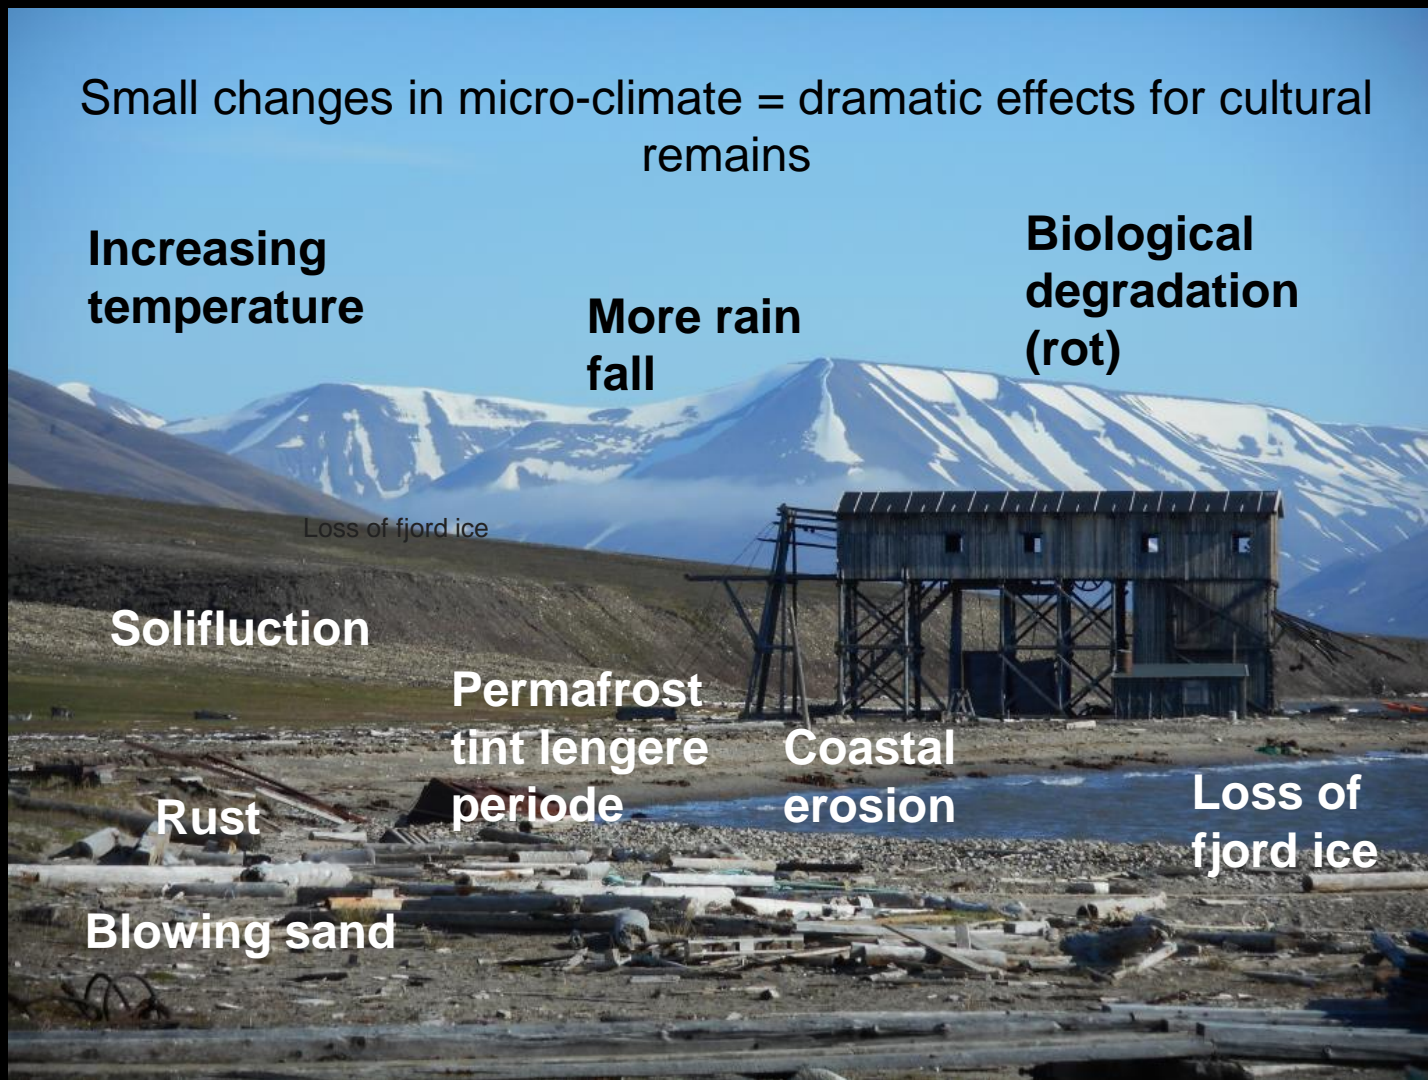 Small changes in micro-climate = dramatic effects for cultural
remains
Increasing
temperature
More rain
fall
Biological
degradation
(rot)
Loss of fjord ice
Solifluction
Permafrost
tint lengere
periode
Coastal
erosion
Loss of
fjord ice
Rust
Blowing sand